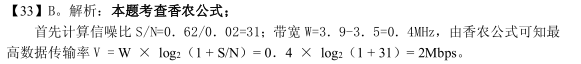 【33】B。解析：本题考查香农公式；
首先计算信噪比 S/N=0. 62/0. 02=31；带宽 W=3. 9-3. 5=0. 4MHz，由香农公式可知最
高数据传输率 V = W × log₂（1 + S/N）= 0. 4 × log₂（1 + 31）= 2Mbps。